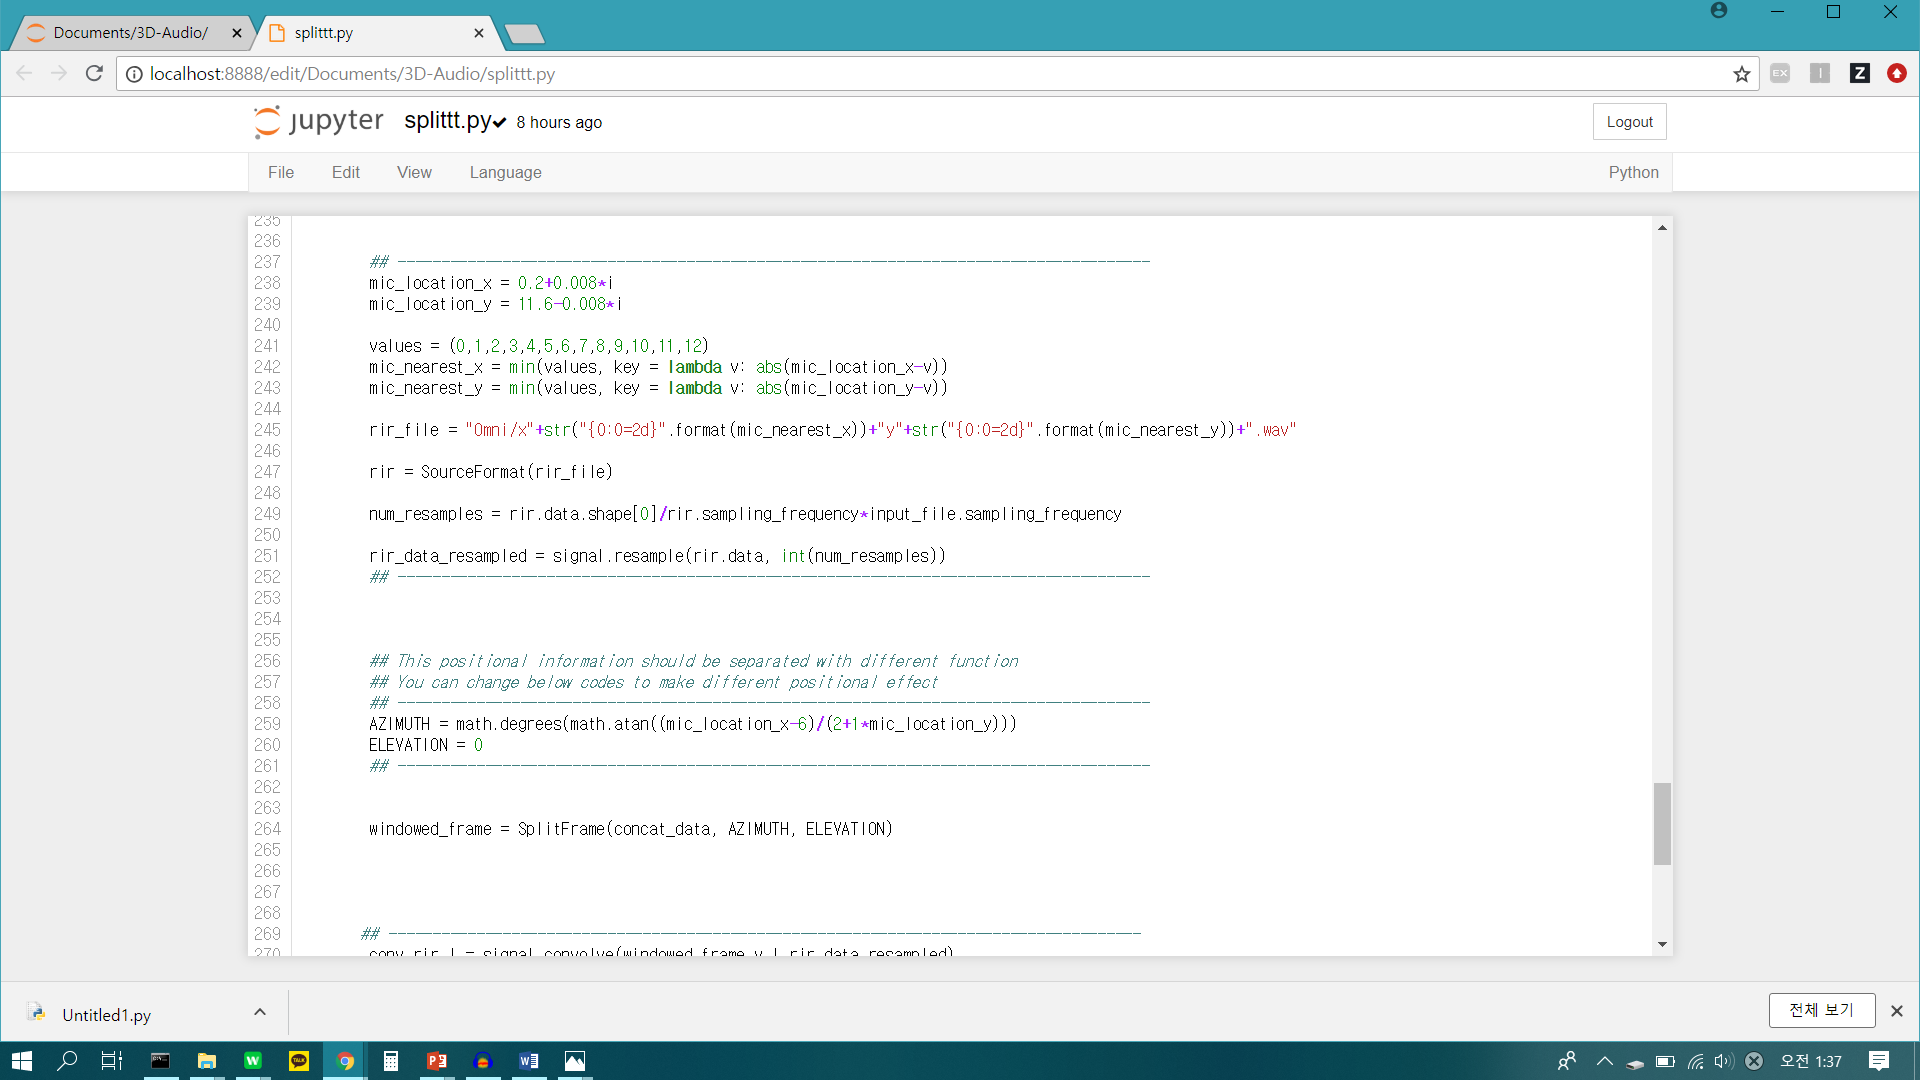 Documents/3D-Audio/
splittt.py
localhost:8888/edit/Documents/3D-Audio/splittt.py
EX
Z
jupyter splittt.py 8 hours ago
Logout
File Edit View Language
Python
235
236
237 ## --------------------------------------------------------------------------------------
238 mic_location_x = 0.2+0.008*i
239 mic_location_y = 11.6-0.008*i
240
241 values = (0,1,2,3,4,5,6,7,8,9,10,11,12)
242 mic_nearest_x = min(values, key = lambda v: abs(mic_location_x-v))
243 mic_nearest_y = min(values, key = lambda v: abs(mic_location_y-v))
244
245 rir_file = "Omni/x"+str("{0:0=2d}".format(mic_nearest_x))+"y"+str("{0:0=2d}".format(mic_nearest_y))+".wav"
246
247 rir = SourceFormat(rir_file)
248
249 num_resamples = rir.data.shape[0]/rir.sampling_frequency*input_file.sampling_frequency
250
251 rir_data_resampled = signal.resample(rir.data, int(num_resamples))
252 ## --------------------------------------------------------------------------------------
253
254
255
256 ## This positional information should be separated with different function
257 ## You can change below codes to make different positional effect
258 ## --------------------------------------------------------------------------------------
259 AZIMUTH = math.degrees(math.atan((mic_location_x-6)/(2+1*mic_location_y)))
260 ELEVATION = 0
261 ## --------------------------------------------------------------------------------------
262
263
264 windowed_frame = SplitFrame(concat_data, AZIMUTH, ELEVATION)
265
266
267
268
269 ## --------------------------------------------------------------------------------------
270 conv_rir_l = signal.convolve(windowed_frame.y_l, rir_data_resampled)
Untitled1.py
전체 보기
오전 1:37